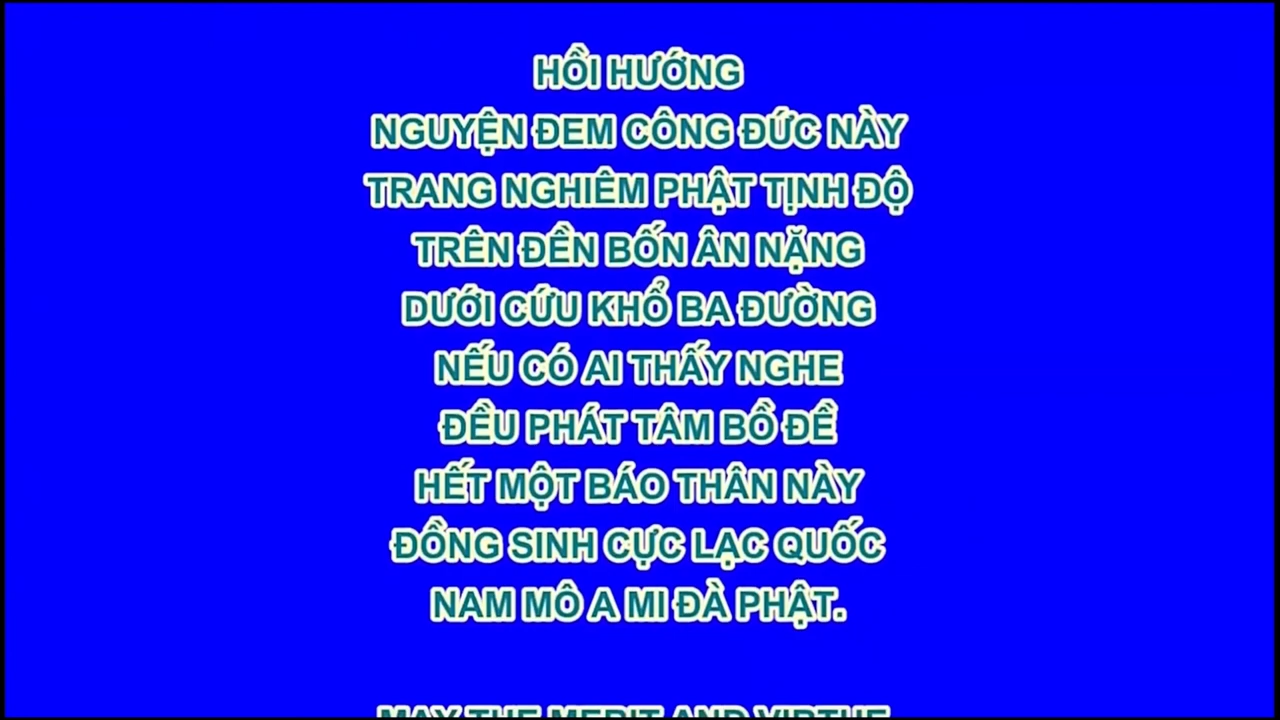 HỒI HƯỚNG
NGUYỆN ĐEM CÔNG ĐỨC NÀY
TRANG NGHIÊM PHẬT TỊNH ĐỘ
TRÊN ĐỀN BỐN ÂN NẶNG
DƯỚI CỨU KHỔ BA ĐƯỜNG
NẾU CÓ AI THẤY NGHE
ĐỀU PHÁT TÂM BỒ ĐỀ
HẾT MỘT BÁO THÂN NÀY
ĐỒNG SINH CỰC LẠC QUỐC
NAM MÔ A MI ĐÀ PHẬT.
MAY THE MERIT AND VIRTUE